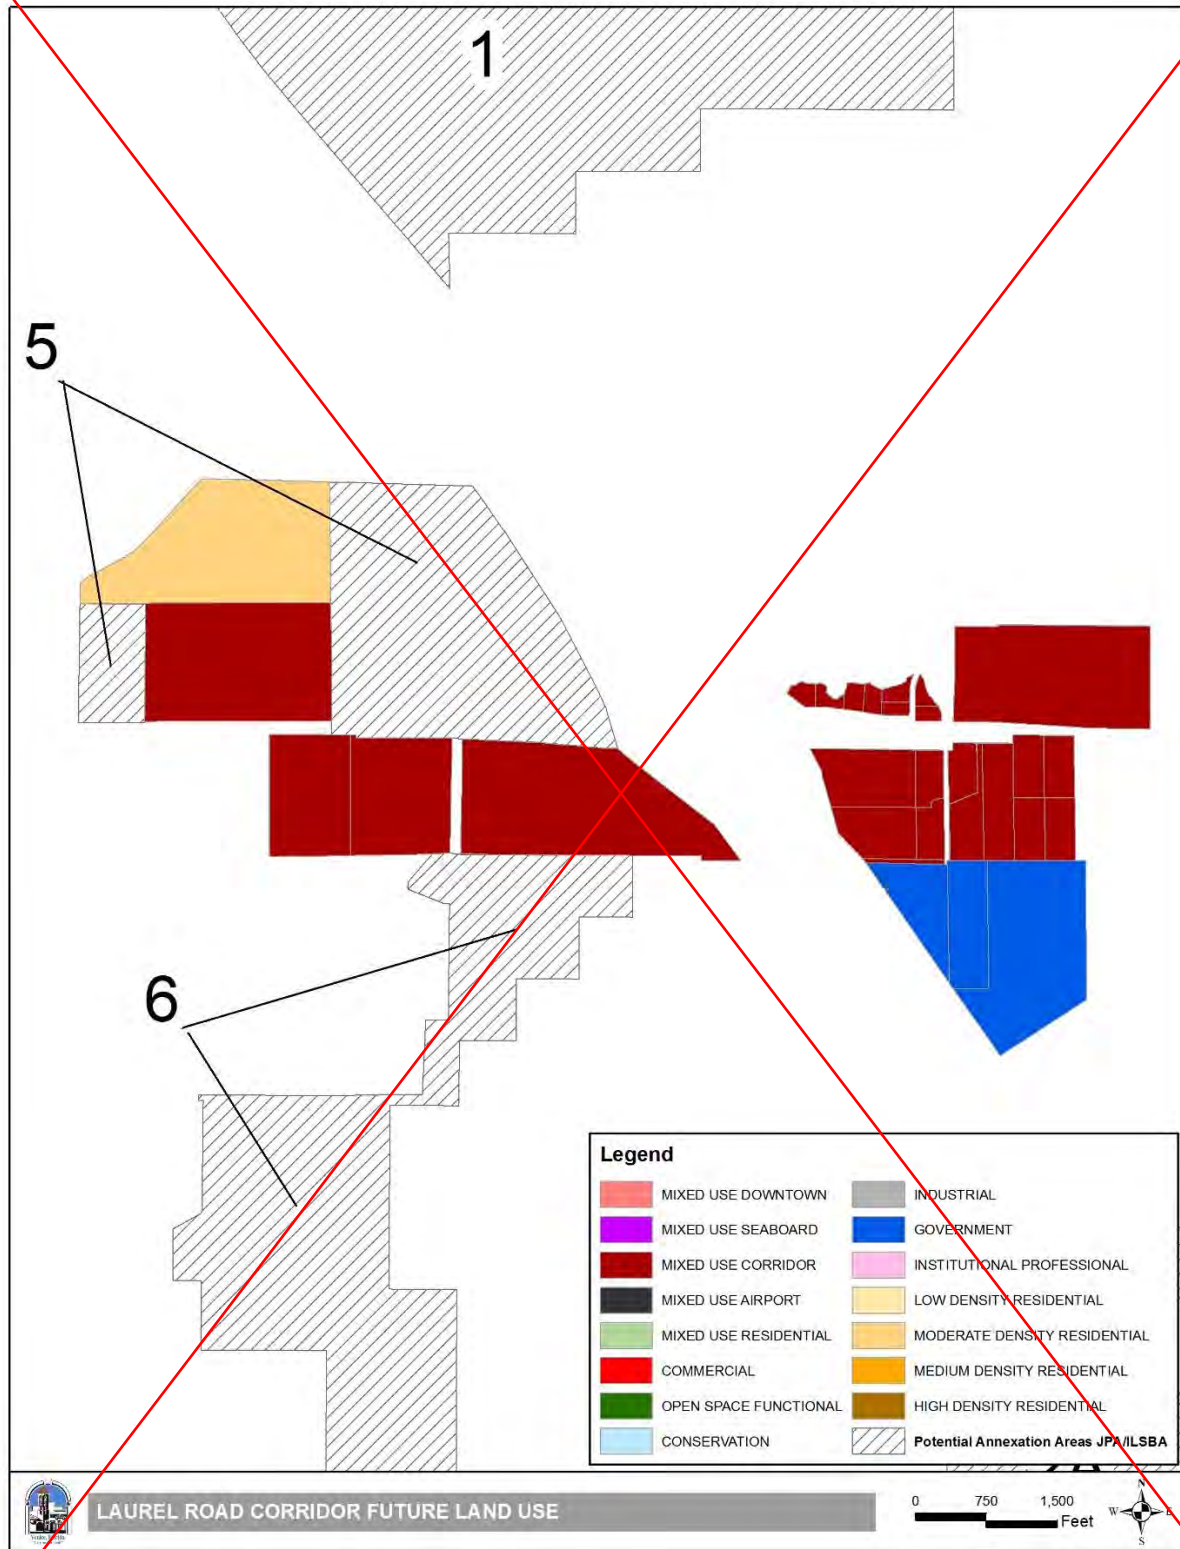 1
5
6
Legend
MIXED USE DOWNTOWN
MIXED USE SEABOARD
MIXED USE CORRIDOR
MIXED USE AIRPORT
MIXED USE RESIDENTIAL
COMMERCIAL
OPEN SPACE FUNCTIONAL
CONSERVATION
INDUSTRIAL
GOVERNMENT
INSTITUTIONAL PROFESSIONAL
LOW DENSITY RESIDENTIAL
MODERATE DENSITY RESIDENTIAL
MEDIUM DENSITY RESIDENTIAL
HIGH DENSITY RESIDENTIAL
Potential Annexation Areas JPA/ILSBA
LAUREL ROAD CORRIDOR FUTURE LAND USE
0 750 1,500
Feet
N
W E
S